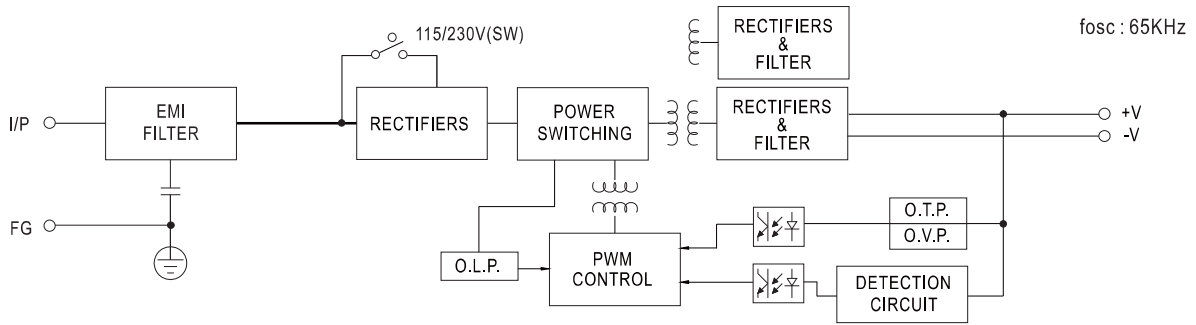 115/230V(SW)
RECTIFIERS
&
FILTER
fosc : 65KHz
I/P
EMI
FILTER
RECTIFIERS
POWER
SWITCHING
RECTIFIERS
&
FILTER
+V
-V
FG
O.L.P.
PWM
CONTROL
O.T.P.
O.V.P.
DETECTION
CIRCUIT